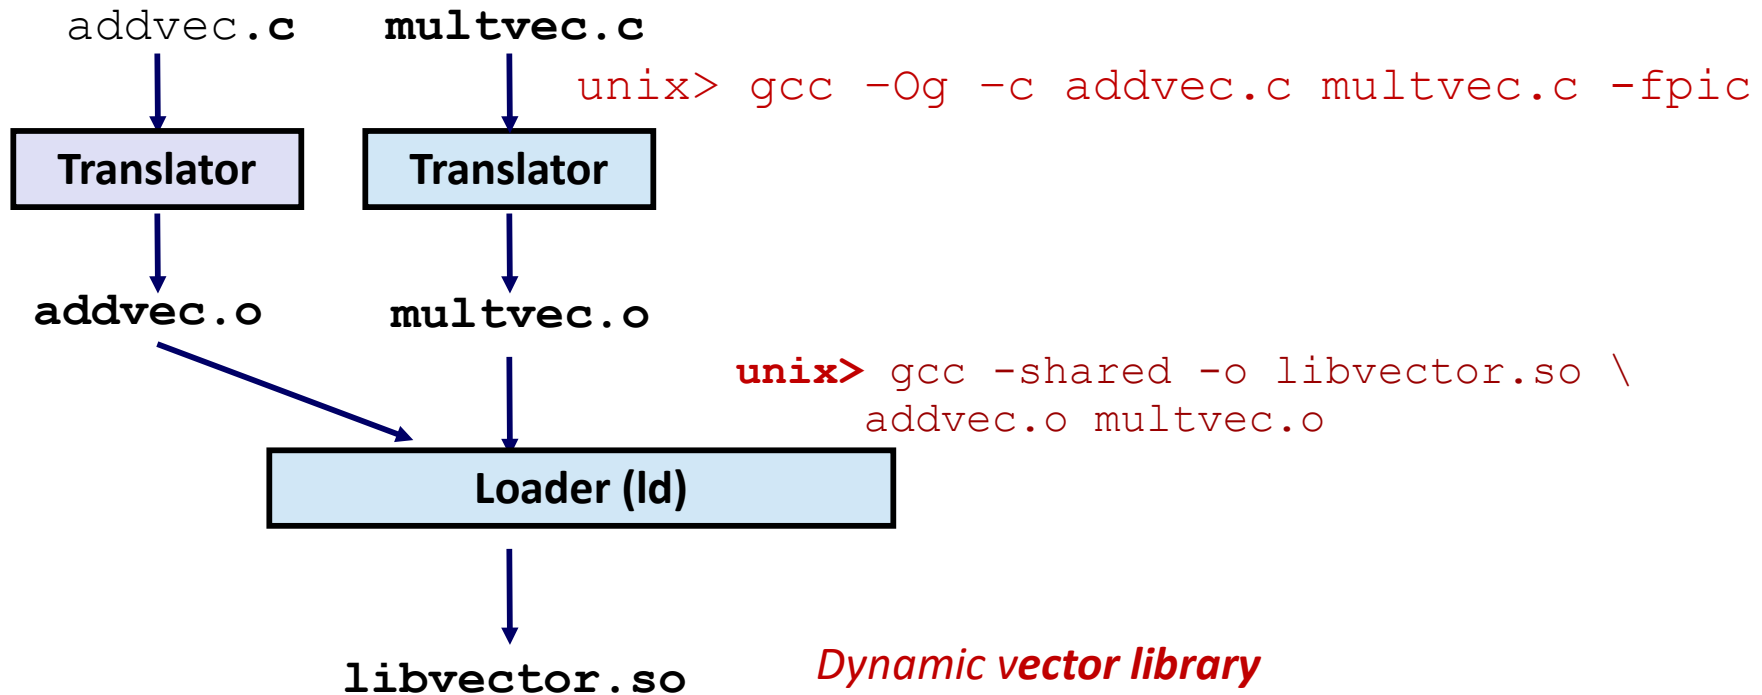 addvec.c multvec.c
unix> gcc –Og –c addvec.c multvec.c -fpic
Translator Translator
addvec.o multvec.o
unix> gcc -shared -o libvector.so \
addvec.o multvec.o
Loader (ld)
libvector.so
Dynamic vector library